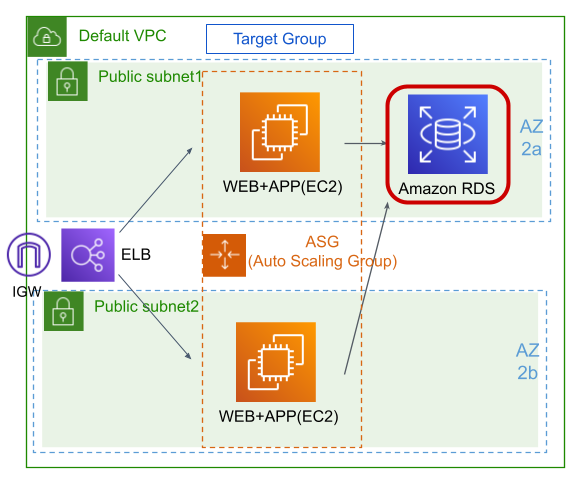 Default VPC
Target Group
Public subnet1
AZ
2a
WEB+APP(EC2)
Amazon RDS
ELB
ASG
(Auto Scaling Group)
IGW
Public subnet2
AZ
2b
WEB+APP(EC2)